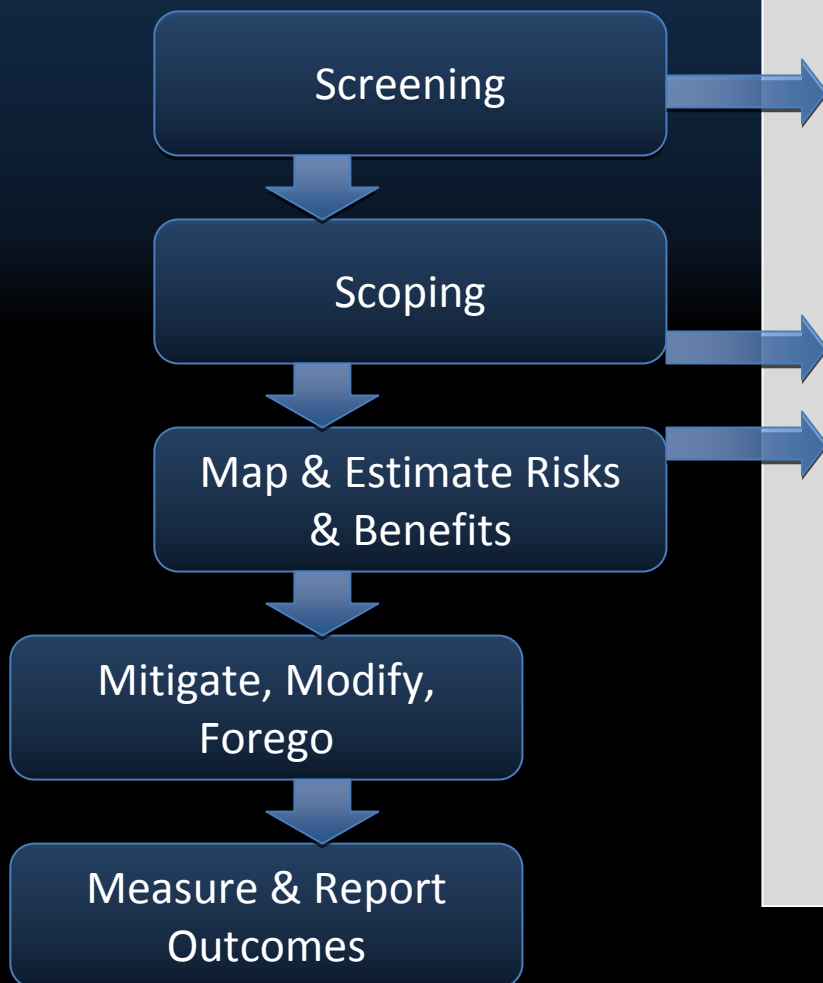 Screening
Scoping
Map & Estimate Risks
& Benefits
Mitigate, Modify,
Forego
Measure & Report
Outcomes